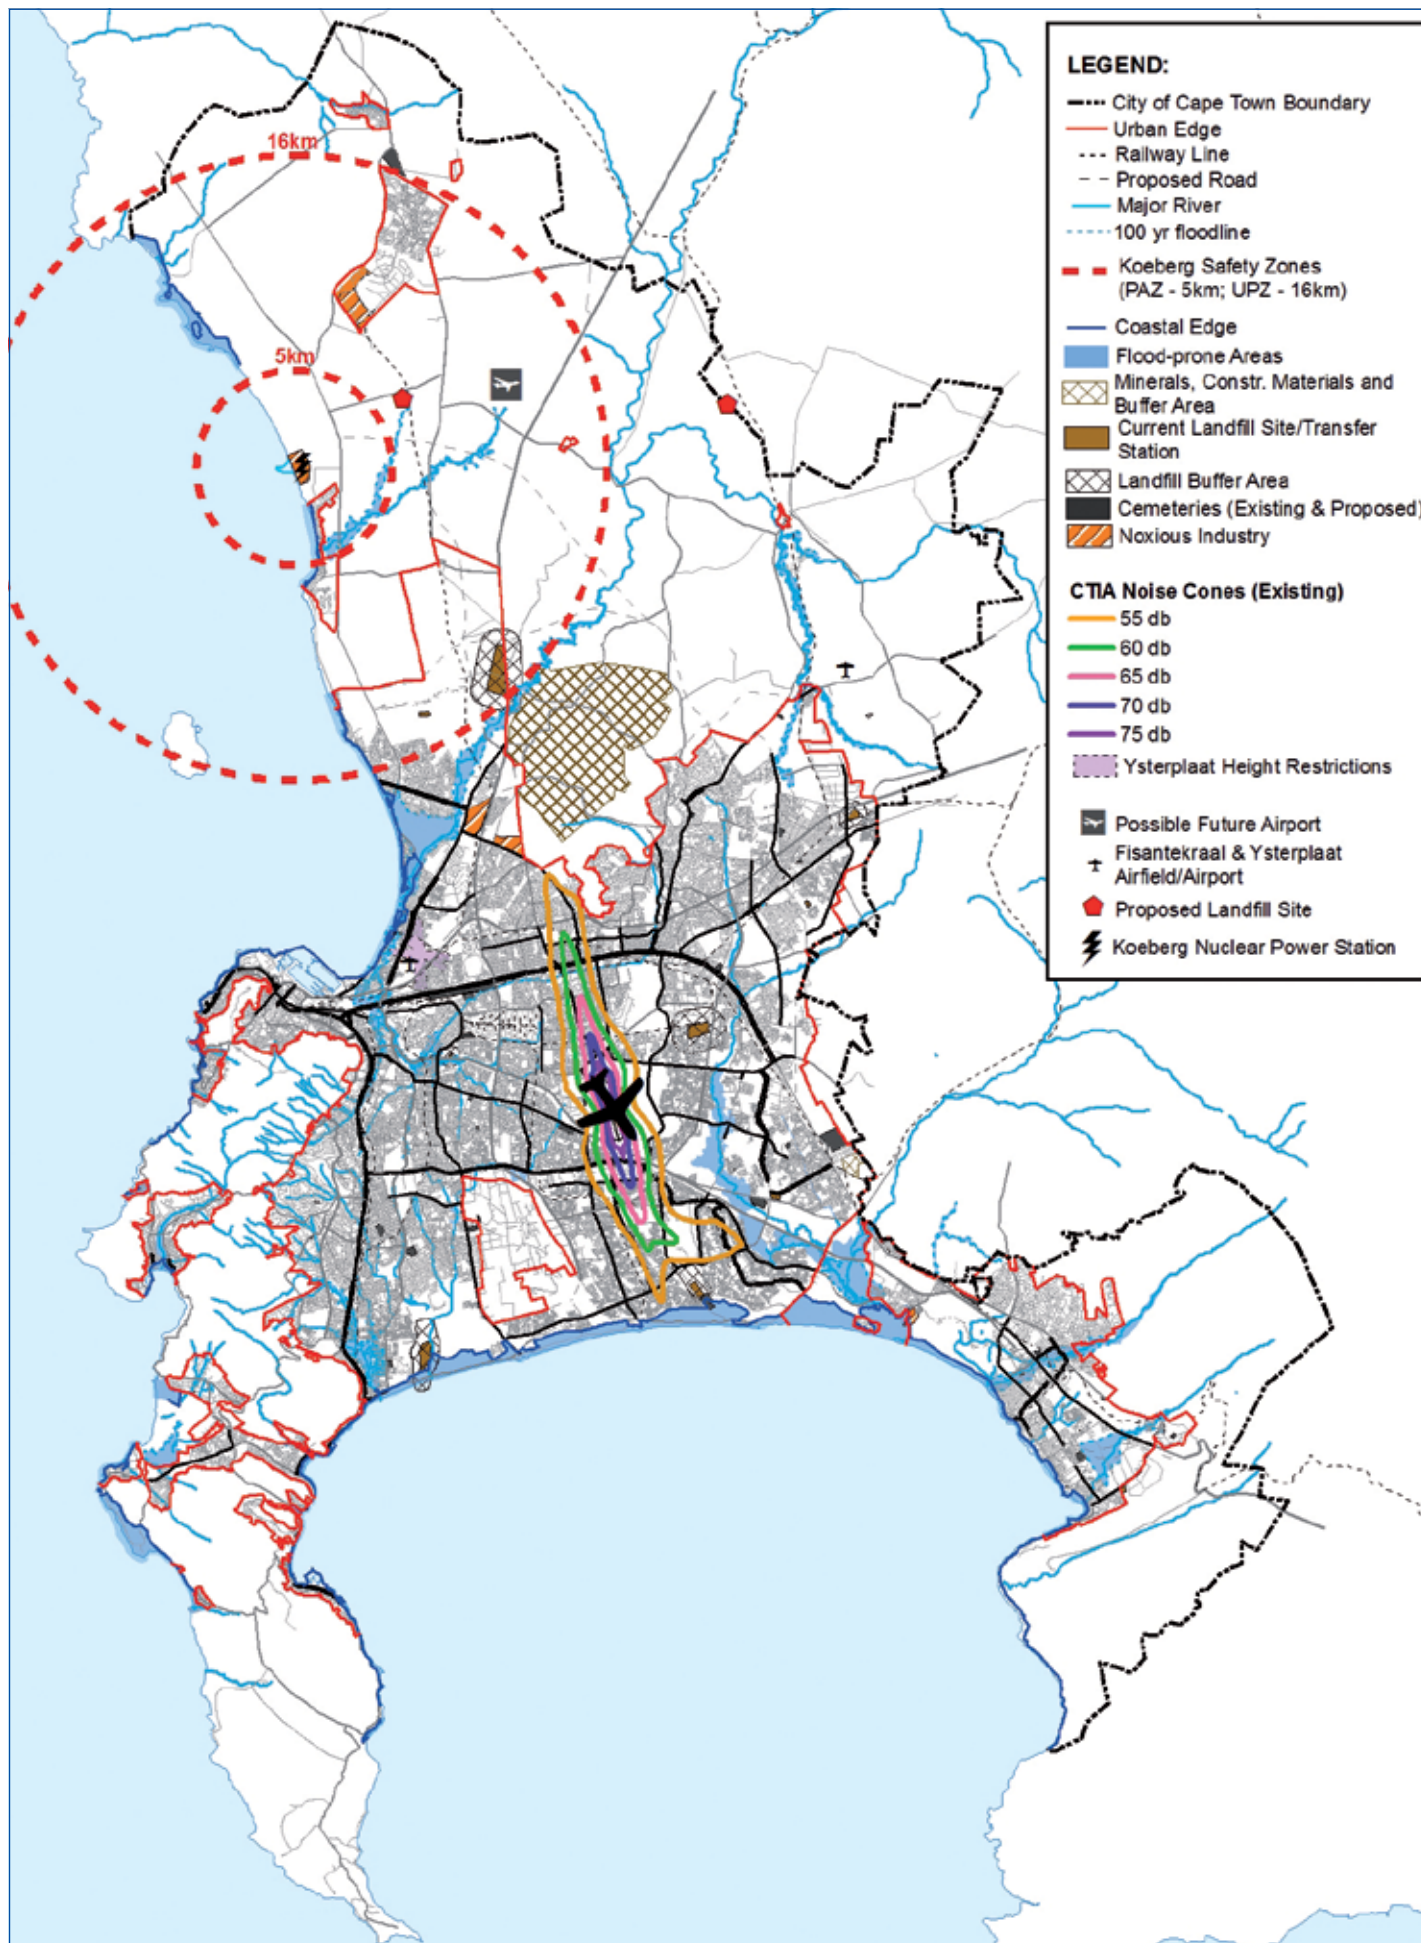 16km
5km
LEGEND:
City of Cape Town Boundary
Urban Edge
Railway Line
Proposed Road
Major River
100 yr floodline
Koeberg Safety Zones
(PAZ - 5km; UPZ - 16km)
Coastal Edge
Flood-prone Areas
Minerals, Constr. Materials and
Buffer Area
Current Landfill Site/Transfer
Station
Landfill Buffer Area
Cemeteries (Existing & Proposed)
Noxious Industry
CTIA Noise Cones (Existing)
55 db
60 db
65 db
70 db
75 db
Ysterplaat Height Restrictions
Possible Future Airport
Fisantekraal & Ysterplaat
Airfield/Airport
Proposed Landfill Site
Koeberg Nuclear Power Station